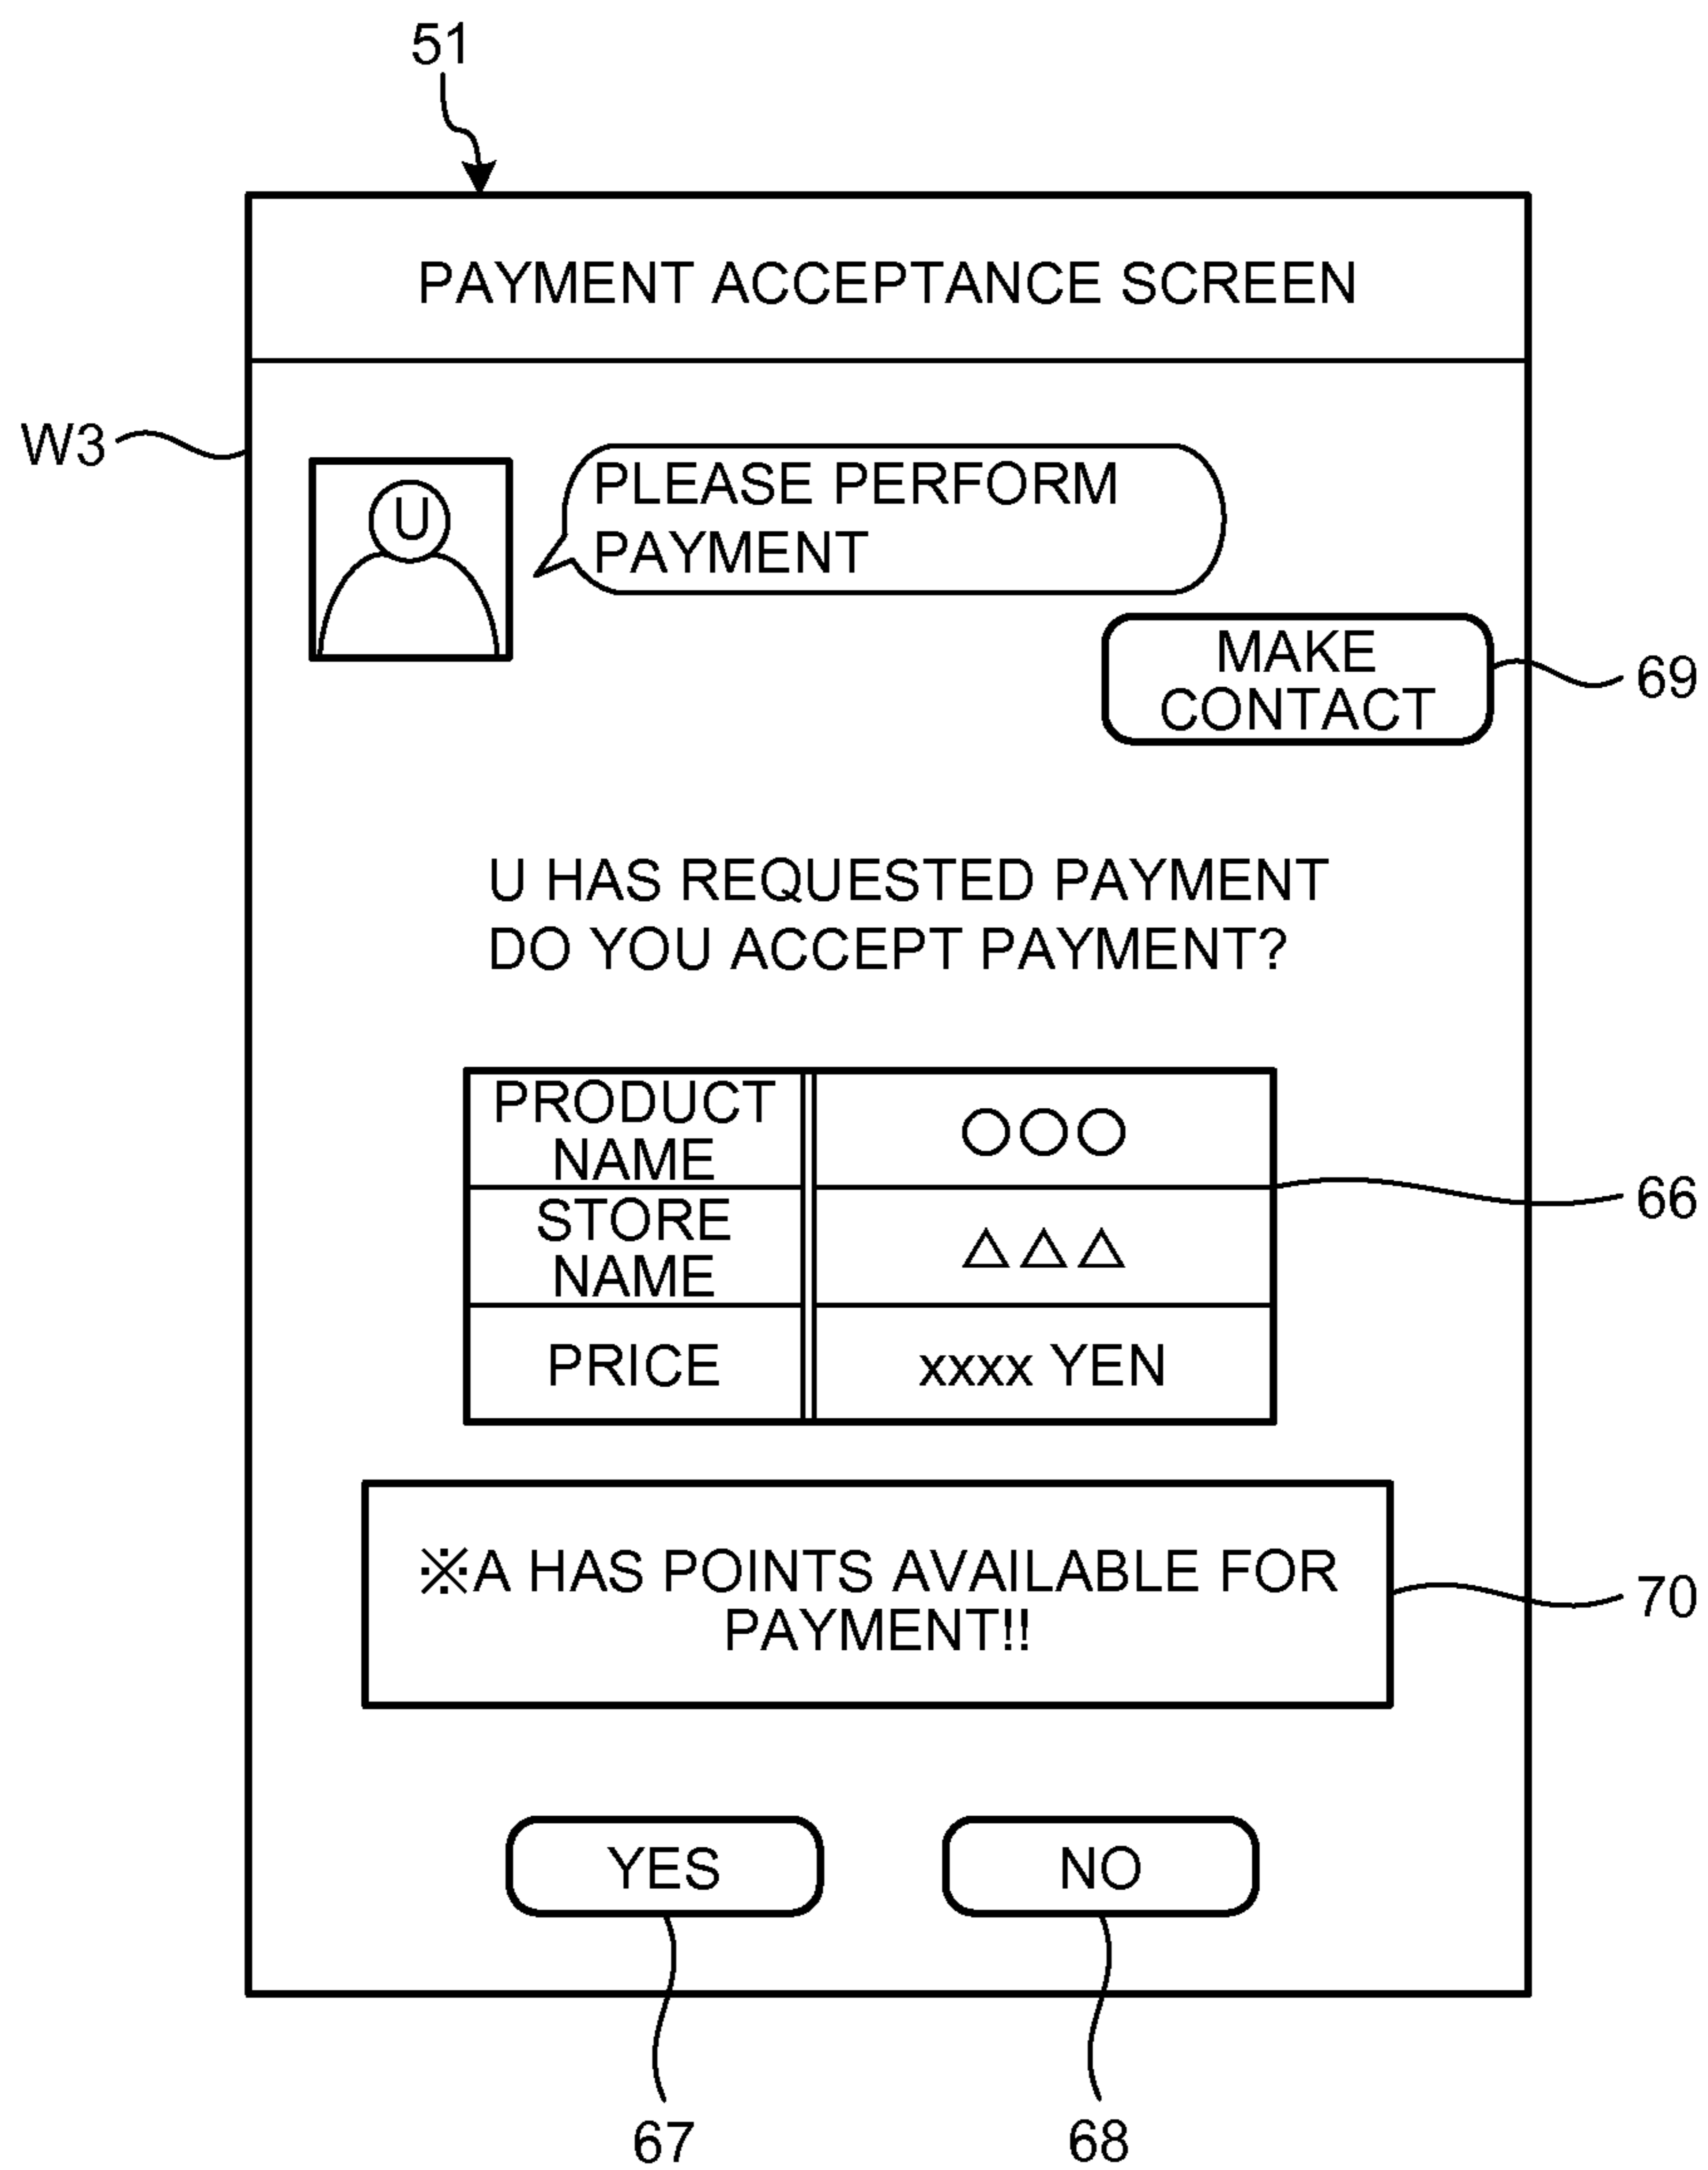 51
PAYMENT ACCEPTANCE SCREEN
W3
U
PLEASE PERFORM
PAYMENT
MAKE
CONTACT
69
U HAS REQUESTED PAYMENT
DO YOU ACCEPT PAYMENT?
PRODUCT
NAME
○○○
STORE
NAME
△△△
66
PRICE
xxxx YEN
※A HAS POINTS AVAILABLE FOR
PAYMENT!!
70
YES
NO
67
68